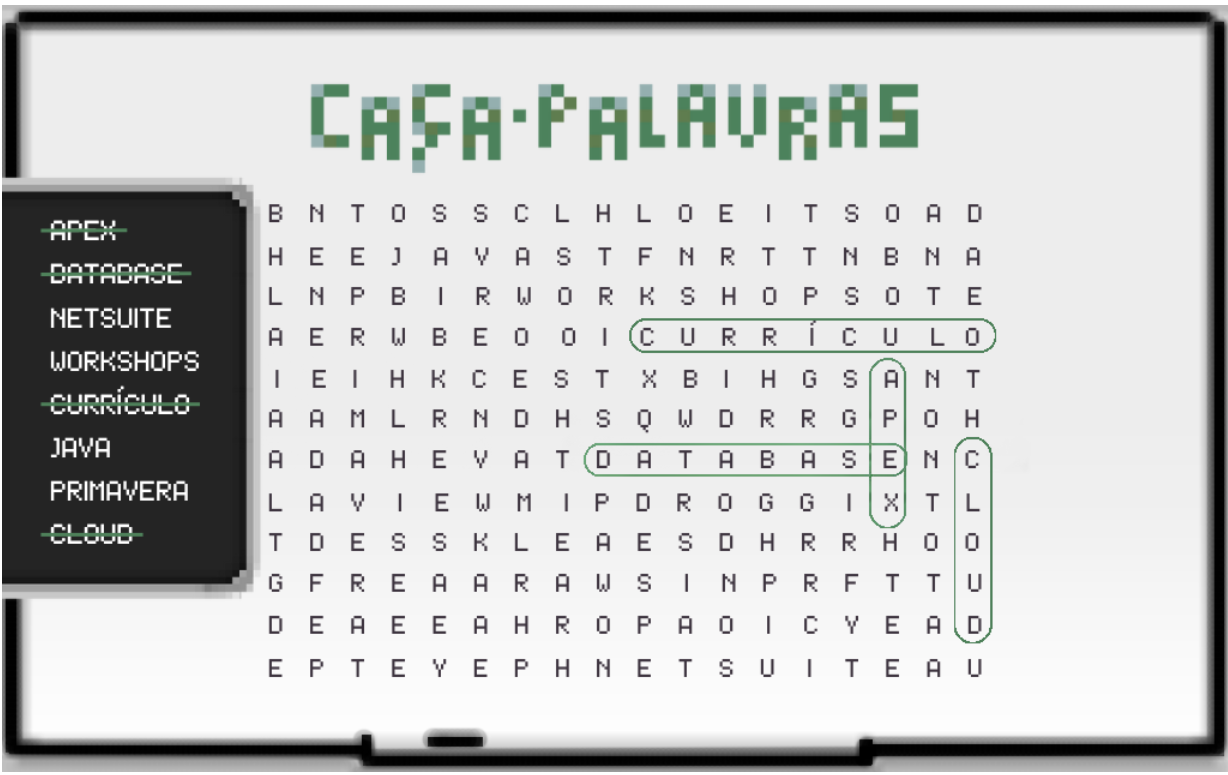 CAÇA-PALAVRAS
APEX
DATABASE
NETSUITE
WORKSHOPS
CURRÍCULO
JAVA
PRIMAVERA
CLOUD
B N T O S S C L H L O E I T S O A D
H E E J A V A S T F N R T T N B N A
L N P B I R W O R K S H O P S O T E
A E R W B E O O I C U R R Í C U L O
I E I H K C E S T X B I H G S A N T
A A M L R N D H S Q W D R R G P O H
A D A H E V A T D A T A B A S E N C
L A V I E W M I P D R O G G I X T L
T D E S S K L E A E S D H R R H O O
G F R E A A R A W S I N P R F T T U
D E A E E A H R O P A O I C Y E A D
E P T E Y E P H N E T S U I T E A U